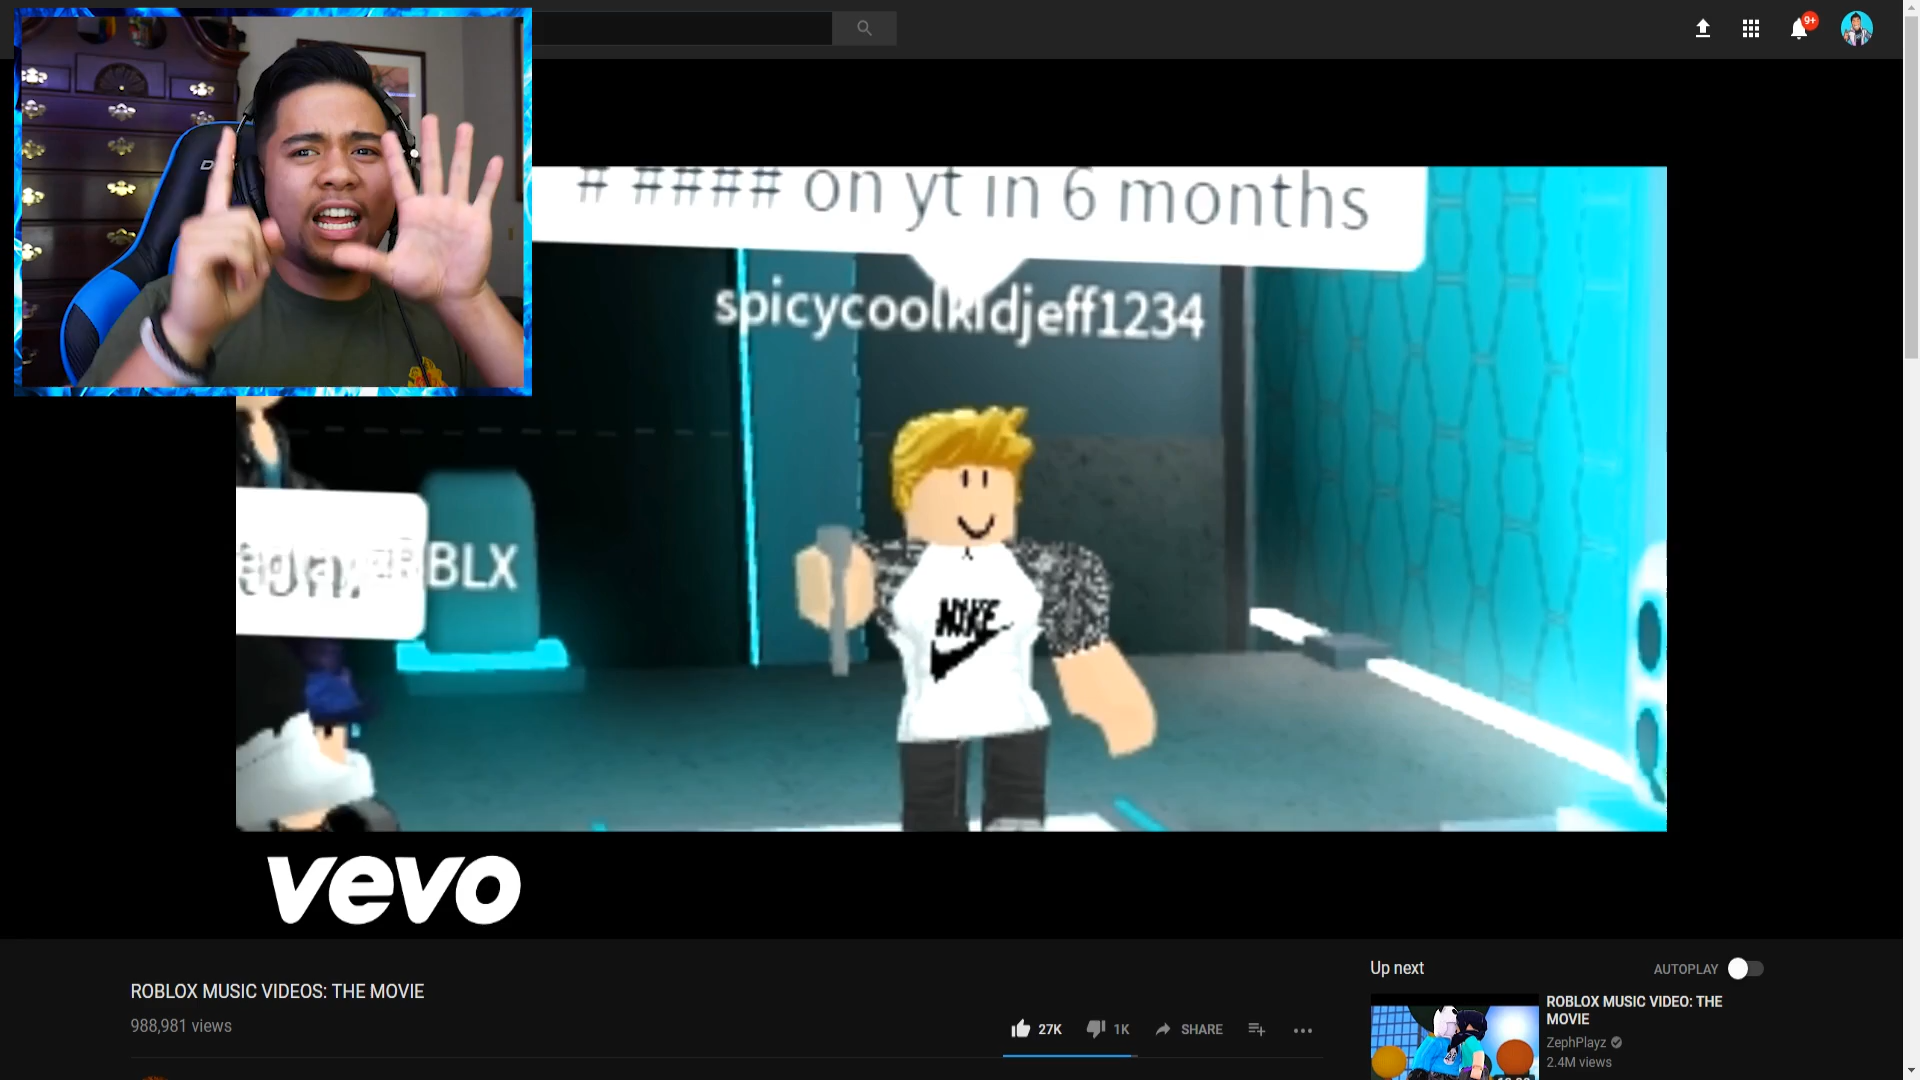 9+
# #### on yt in 6 months
spicycoolkidjeff1234
BLX
NIKE
vevo
ROBLOX MUSIC VIDEOS: THE MOVIE
988,981 views
27K
1K
SHARE
Up next
AUTOPLAY
ROBLOX MUSIC VIDEO: THE
MOVIE
ZephPlayz
2.4M views